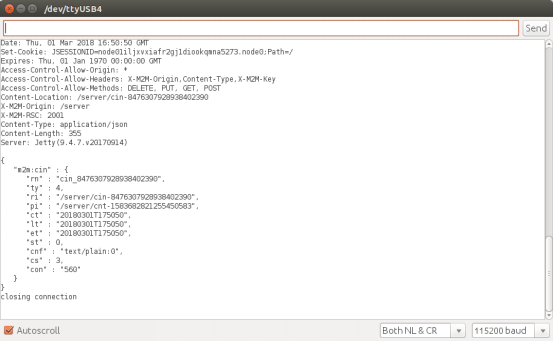 /dev/ttyUSB4
Send
Date: Thu, 01 Mar 2018 16:50:50 GMT
Set-Cookie: JSESSIONID=node01iljxvxiafr2gj1diookqmna5273.node0;Path=/
Expires: Thu, 01 Jan 1970 00:00:00 GMT
Access-Control-Allow-Origin: *
Access-Control-Allow-Headers: X-M2M-Origin,Content-Type,X-M2M-Key
Access-Control-Allow-Methods: DELETE, PUT, GET, POST
Content-Location: /server/cin-8476307928938402390
X-M2M-Origin: /server
X-M2M-RSC: 2001
Content-Type: application/json
Content-Length: 355
Server: Jetty(9.4.7.v20170914)
{
"m2m:cin" : {
"rn" : "cin_8476307928938402390",
"ty" : 4,
"ri" : "/server/cin-8476307928938402390",
"pi" : "/server/cnt-1583682821255450583",
"ct" : "20180301T175050",
"lt" : "20180301T175050",
"et" : "20180301T175050",
"st" : 0,
"cnf" : "text/plain:0",
"cs" : 3,
"con" : "560"
}
}
closing connection
Autoscroll
Both NL & CR
115200 baud